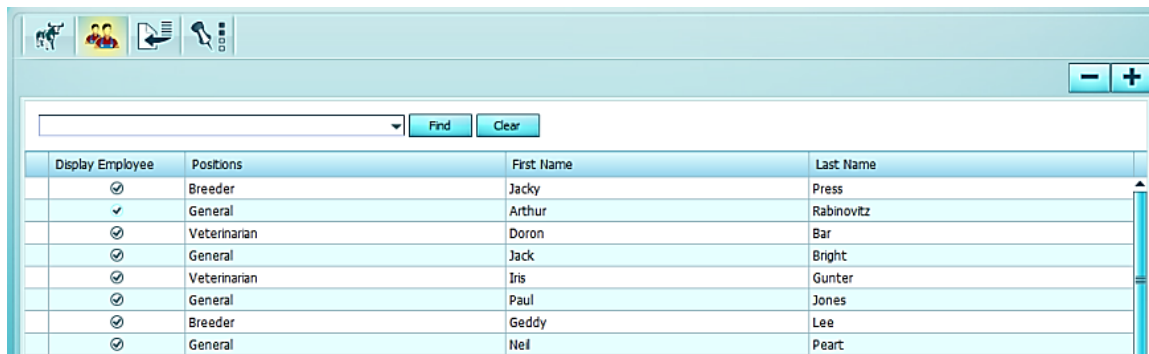 Find Clear
Display Employee Positions First Name Last Name
Breeder Jacky Press
General Arthur Rabinovitz
Veterinarian Doron Bar
General Jack Bright
Veterinarian Iris Gunter
General Paul Jones
Breeder Geddy Lee
General Neil Peart